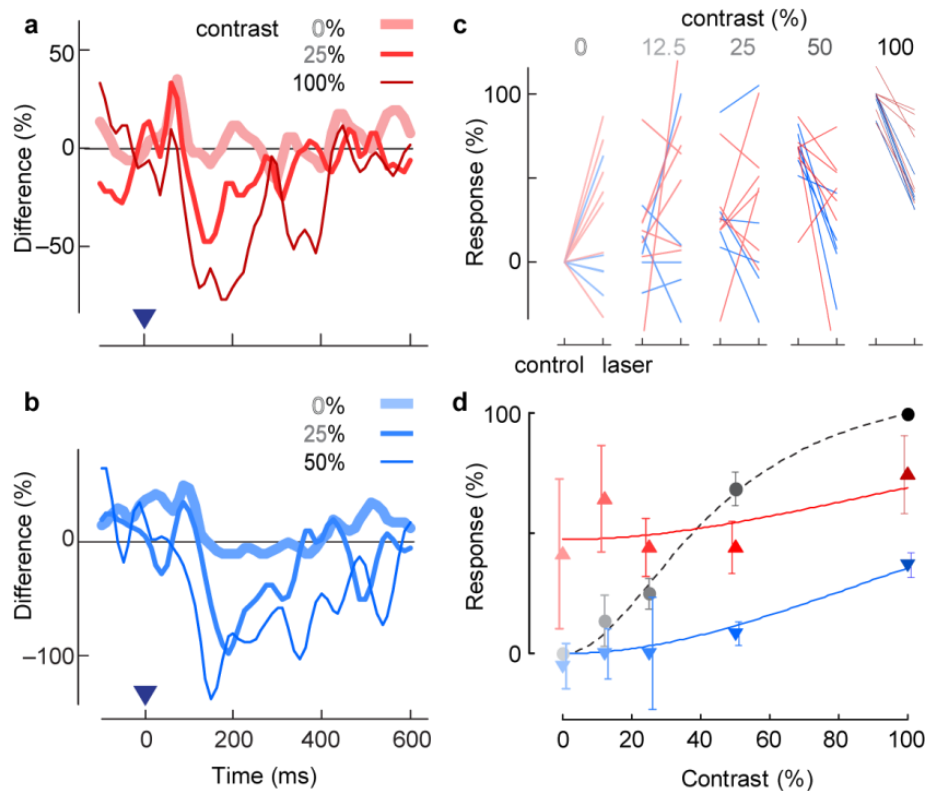 a
contrast 0%
25%
100%
50
0
–50
Difference (%)
b
0%
25%
50%
0
–100
Difference (%)
0 200 400 600
Time (ms)
c
contrast (%)
0 12.5 25 50 100
100
0
Response (%)
control laser
d
100
0
Response (%)
0 20 40 60 80 100
Contrast (%)